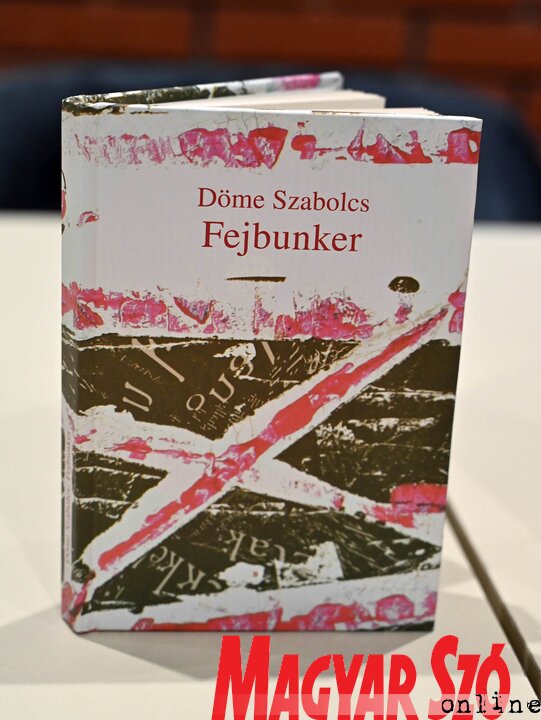 Döme Szabolcs
Fejbunker
MAGYAR SZÓ
online